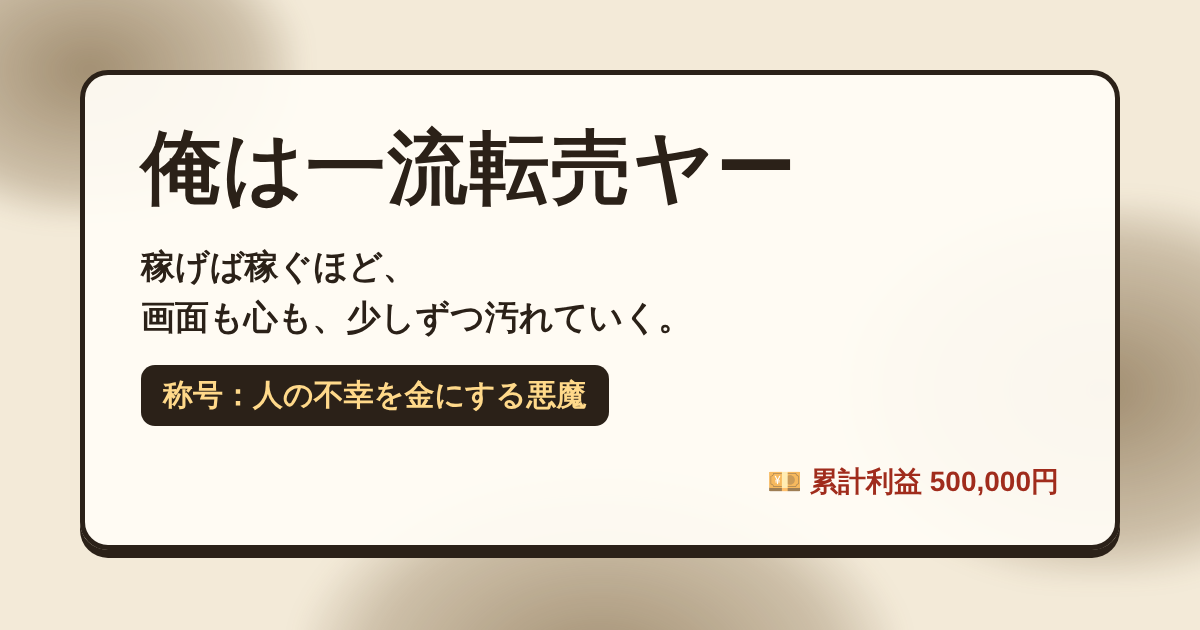 俺は一流転売ヤー
稼げば稼ぐほど、
画面も心も、少しずつ汚れていく。
称号：人の不幸を金にする悪魔
💴 累計利益 500,000円